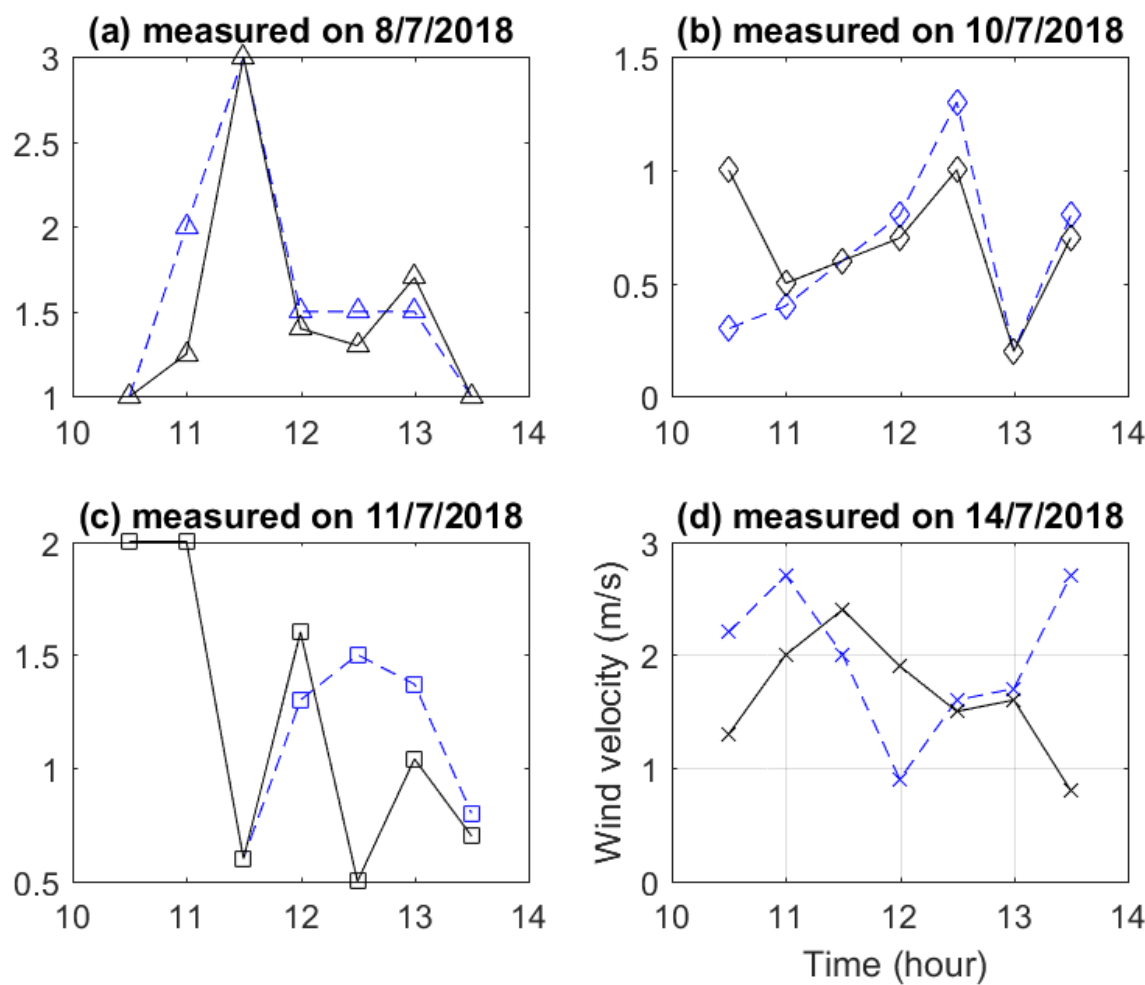 (a) measured on 8/7/2018
3
2.5
2
1.5
1
10 11 12 13 14
(b) measured on 10/7/2018
1.5
1
0.5
0
10 11 12 13 14
(c) measured on 11/7/2018
2
1.5
1
0.5
10 11 12 13 14
(d) measured on 14/7/2018
Wind velocity (m/s)
3
2
1
0
10 11 12 13 14
Time (hour)